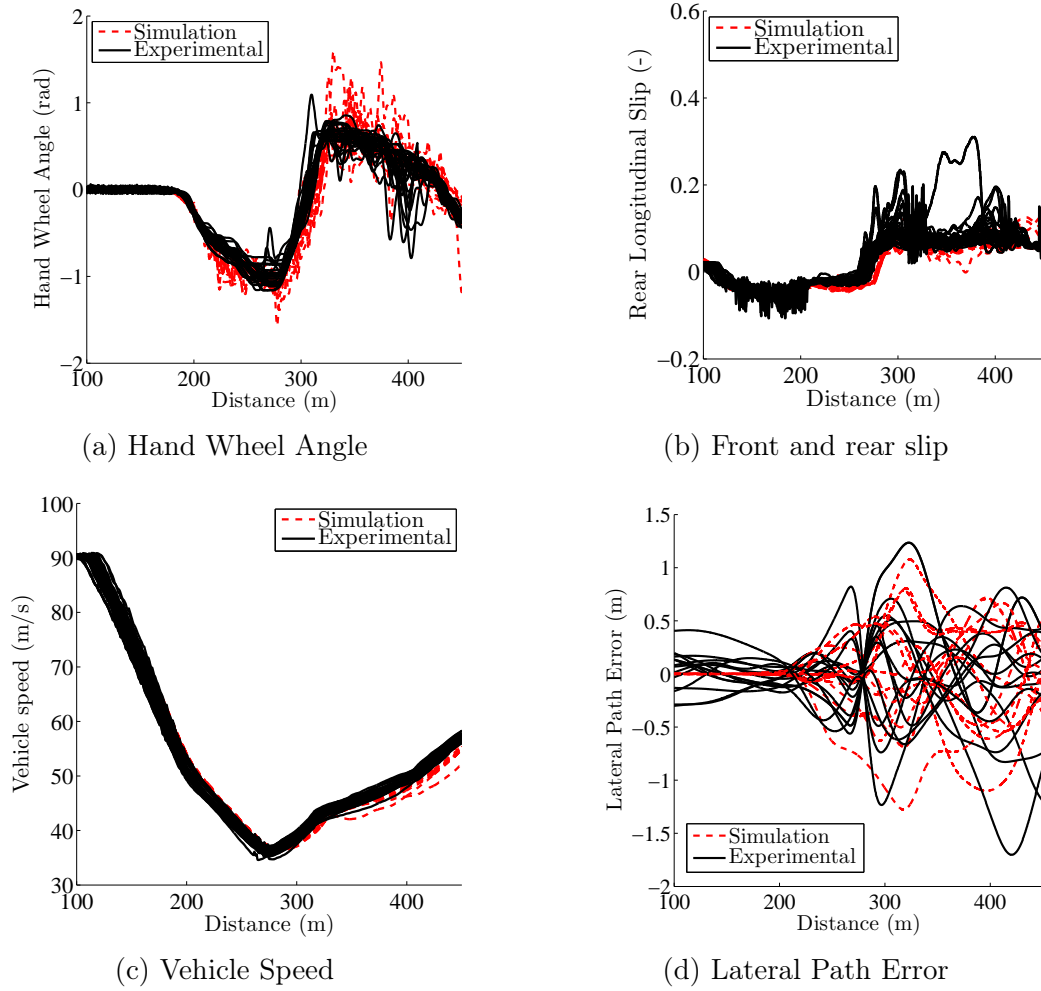 2
1
0
−1
−2
100
200
300
400
Hand Wheel Angle (rad)
Distance (m)
Simulation
Experimental
(a) Hand Wheel Angle
0.6
0.4
0.2
0
−0.2
100
200
300
400
Rear Longitudinal Slip (-)
Distance (m)
Simulation
Experimental
(b) Front and rear slip
100
90
80
70
60
50
40
30
100
200
300
400
Vehicle speed (m/s)
Distance (m)
Simulation
Experimental
(c) Vehicle Speed
1.5
1
0.5
0
−0.5
−1
−1.5
−2
100
200
300
400
Lateral Path Error (m)
Distance (m)
Simulation
Experimental
(d) Lateral Path Error